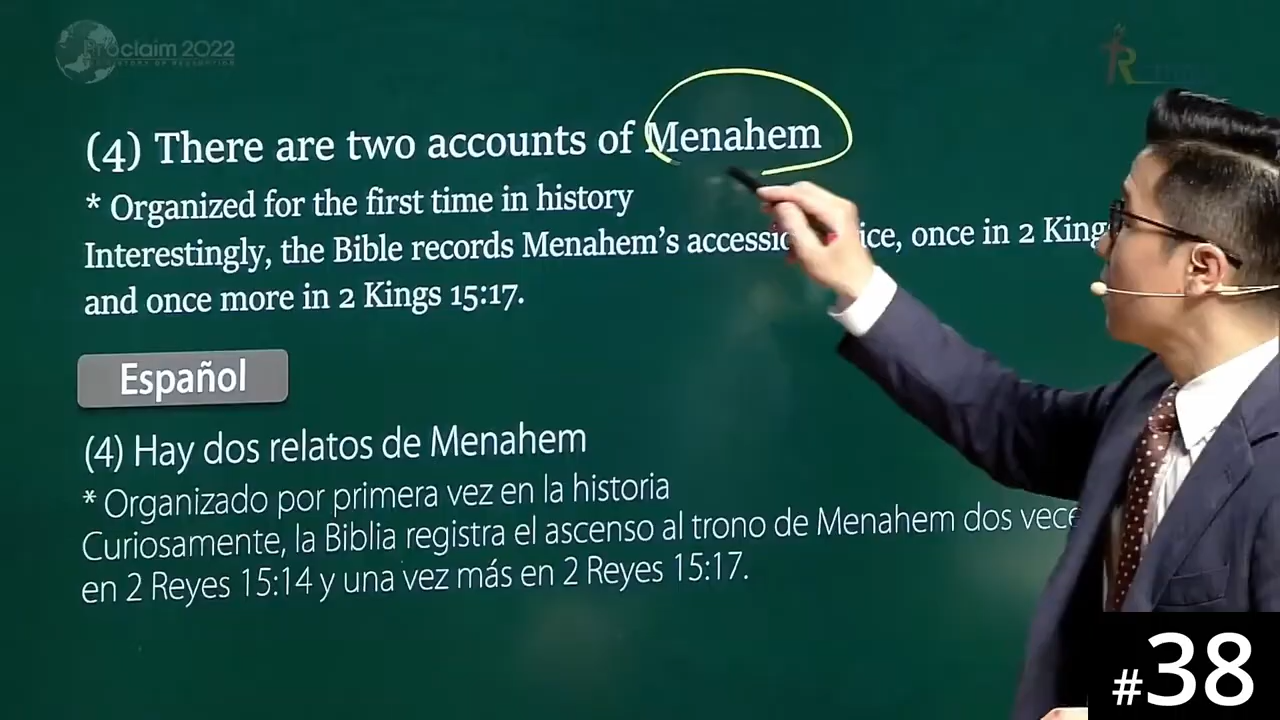 Proclaim 2022
(4) There are two accounts of Menahem
* Organized for the first time in history
Interestingly, the Bible records Menahem's accessio ice, once in 2 King
and once more in 2 Kings 15:17.
Español
(4) Hay dos relatos de Menahem
* Organizado por primera vez en la historia
Curiosamente, la Biblia registra el ascenso al trono de Menahem dos vece
en 2 Reyes 15:14 y una vez más en 2 Reyes 15:17.
#38